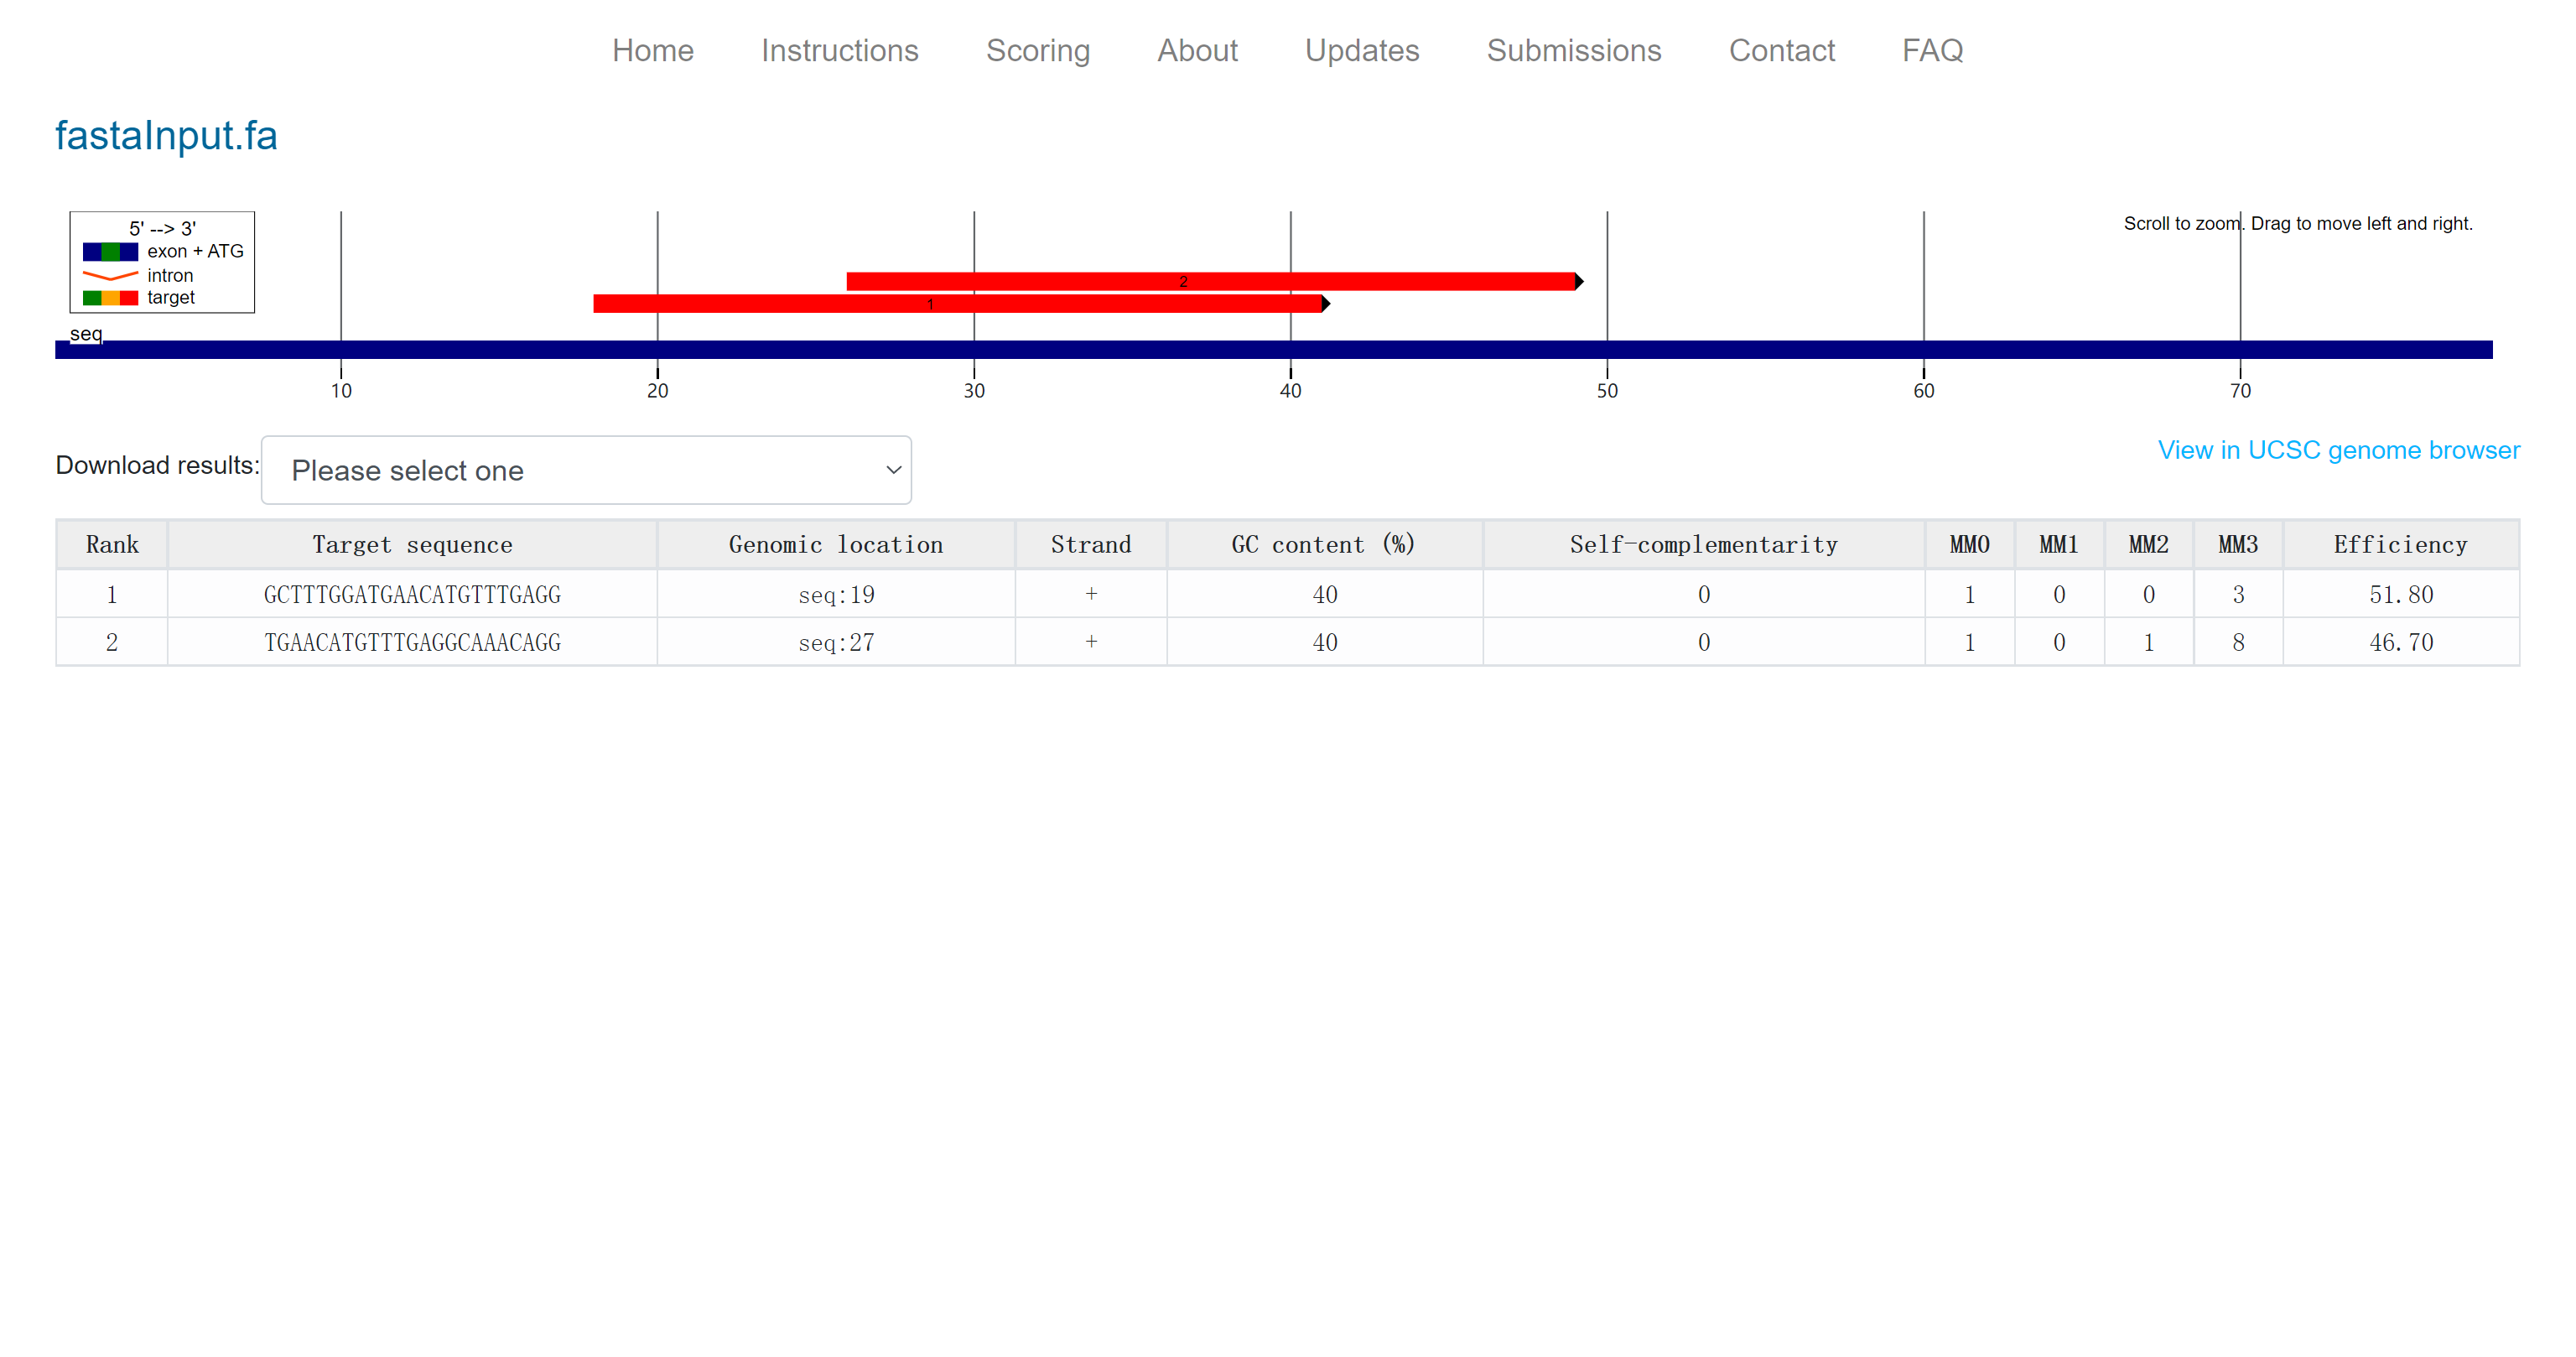 Home Instructions Scoring About Updates Submissions Contact FAQ
fastaInput.fa
5' --> 3'
exon + ATG
intron
target
Scroll to zoom. Drag to move left and right.
2
1
seq
10 20 30 40 50 60 70
Download results: Please select one
View in UCSC genome browser
Rank Target sequence Genomic location Strand GC content (%) Self-complementarity MM0 MM1 MM2 MM3 Efficiency
1 GCTTTGGATGAACATGTTTGAGG seq:19 + 40 0 1 0 0 3 51.80
2 TGAACATGTTTGAGGCAAACAGG seq:27 + 40 0 1 0 1 8 46.70